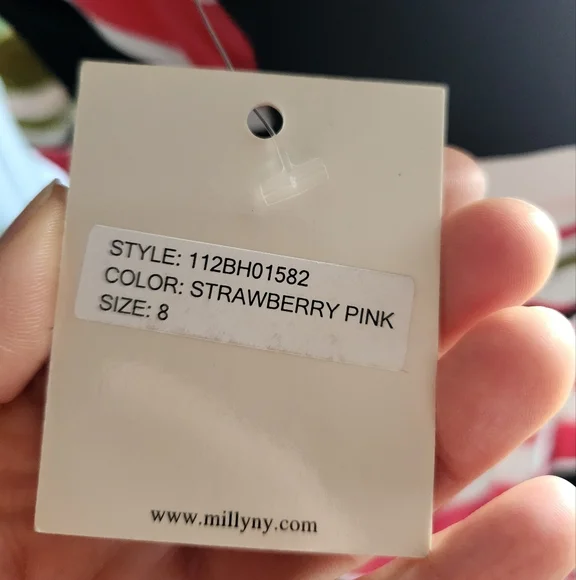 STYLE: 112BH01582
COLOR: STRAWBERRY PINK
SIZE: 8
www.millyny.com